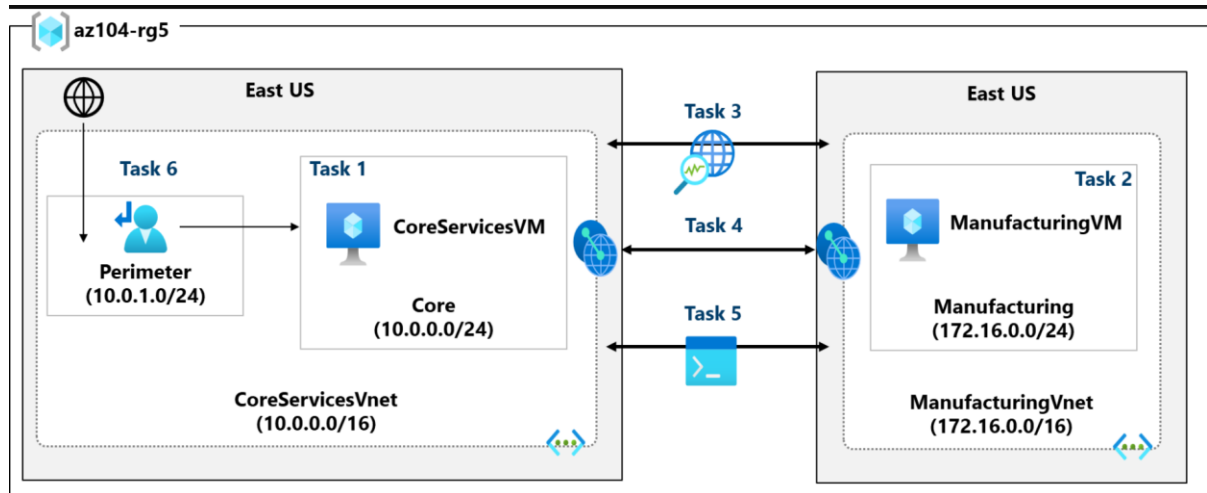 az104-rg5
East US
Task 6
Perimeter
(10.0.1.0/24)
Task 1
CoreServicesVM
Core
(10.0.0.0/24)
CoreServicesVnet
(10.0.0.0/16)
Task 3
Task 4
Task 5
East US
Task 2
ManufacturingVM
Manufacturing
(172.16.0.0/24)
ManufacturingVnet
(172.16.0.0/16)